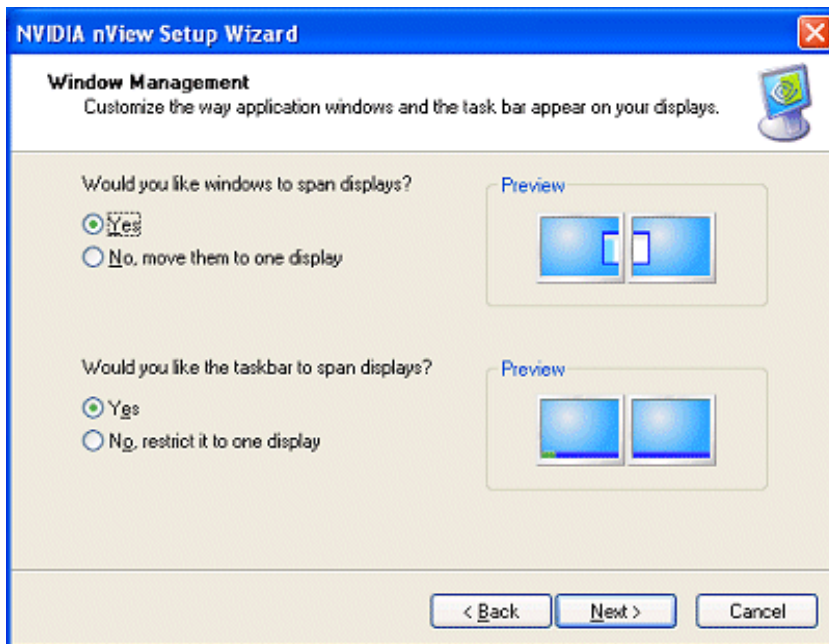 NVIDIA nView Setup Wizard
Window Management
Customize the way application windows and the task bar appear on your displays.
Would you like windows to span displays?
Yes
No, move them to one display
Preview
Would you like the taskbar to span displays?
Yes
No, restrict it to one display
Preview
< Back
Next >
Cancel